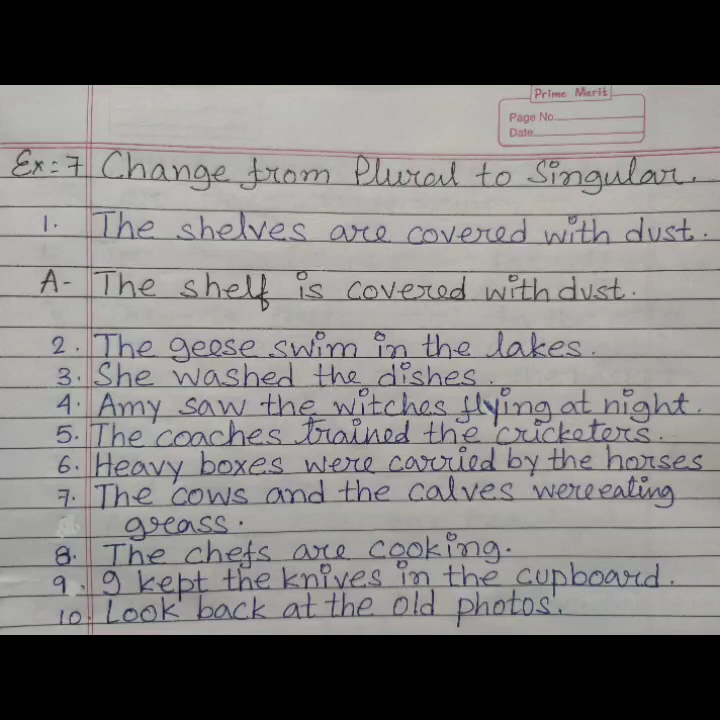 Prime Merit
Page No.
Date
Ex:7 Change from Plural to Singular.
1. The shelves are covered with dust.
A- The shelf is covered with dust.
2. The geese swim in the lakes.
3. She washed the dishes.
4. Amy saw the witches flying at night.
5. The coaches trained the cricketers.
6. Heavy boxes were carried by the horses
7. The cows and the calves were eating
grass.
8. The chefs are cooking.
9. I kept the knives in the cupboard.
10. Look back at the old photos.